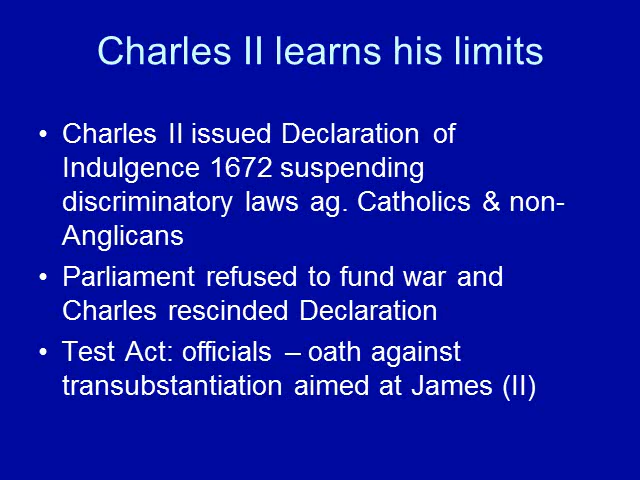 Charles II learns his limits
• Charles II issued Declaration of
Indulgence 1672 suspending
discriminatory laws ag. Catholics & non-
Anglicans
• Parliament refused to fund war and
Charles rescinded Declaration
• Test Act: officials – oath against
transubstantiation aimed at James (II)